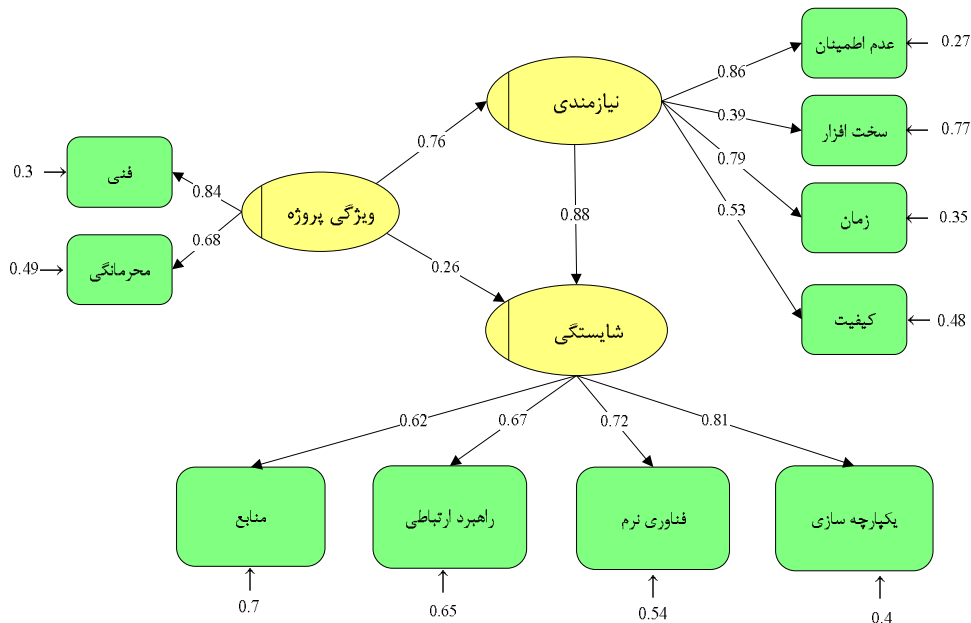 عدم اطمینان
0.27
0.86
نیازمندی
سخت افزار
0.77
0.39
0.76
فنی
0.3
0.84
زمان
0.35
0.79
ویژگی پروژه
0.53
0.88
0.68
محرمانگی
0.49
0.26
کیفیت
0.48
شایستگی
0.62
0.67
0.72
0.81
منابع
راهبرد ارتباطی
فناوری نرم
یکپارچه سازی
0.7
0.65
0.54
0.4